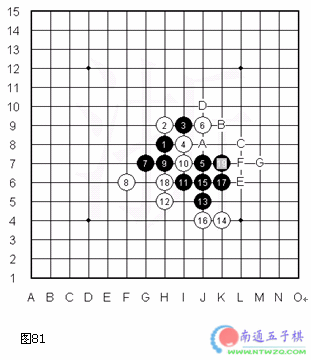 15
14
13
12
11
10 D
9 2 3 6 B
8 1 4 A C
7 7 9 10 5 F G
6 8 18 11 15 17 E
5 12 13
4 16 14
3
2
1
A B C D E F G H I J K L M N O
图81
南通五子棋
www.NTWZQ.com